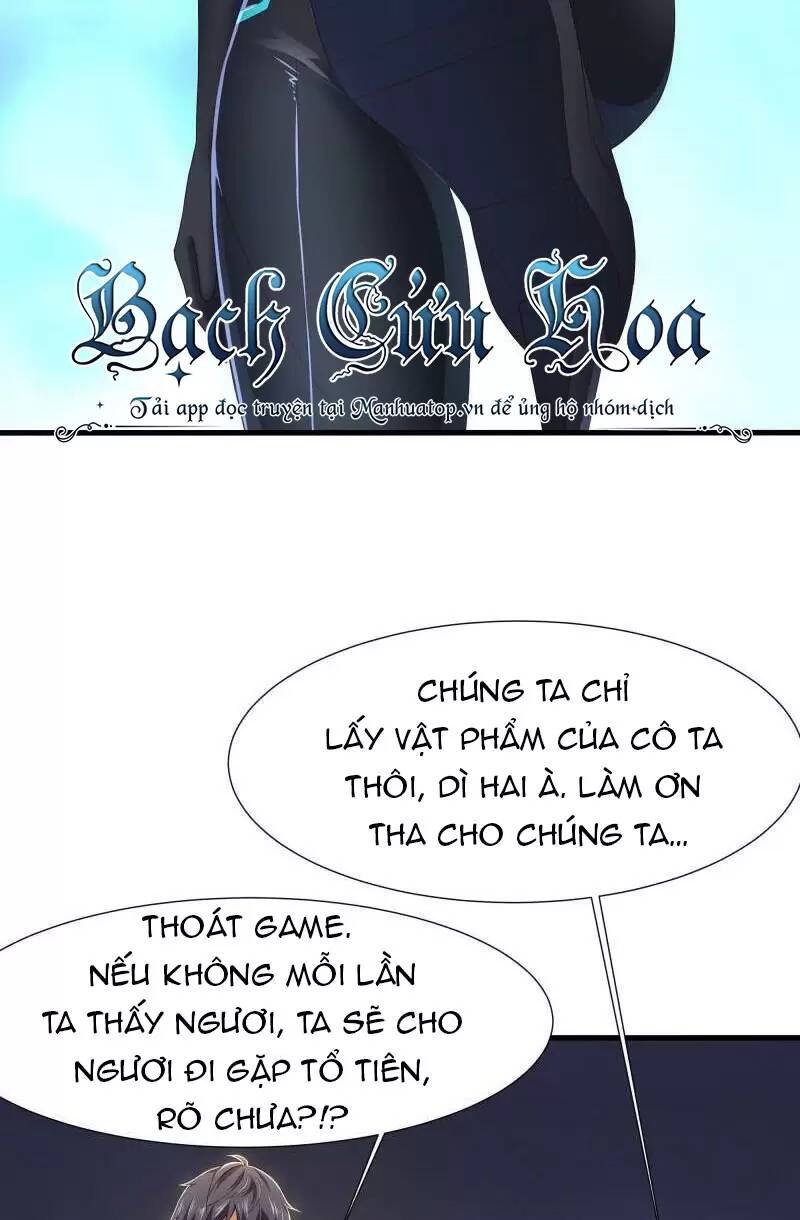 Bạch Cửu Hoa
Tải app đọc truyện tại Manhuatop.vn để ủng hộ nhóm dịch
CHÚNG TA CHỈ
LẤY VẬT PHẨM CỦA CÔ TA
THÔI, DÌ HAI À. LÀM ƠN
THA CHO CHÚNG TA...
THOÁT GAME.
NẾU KHÔNG MỖI LẦN
TA THẤY NGƯƠI, TA SẼ CHO
NGƯƠI ĐI GẶP TỔ TIÊN,
RÕ CHƯA?!?